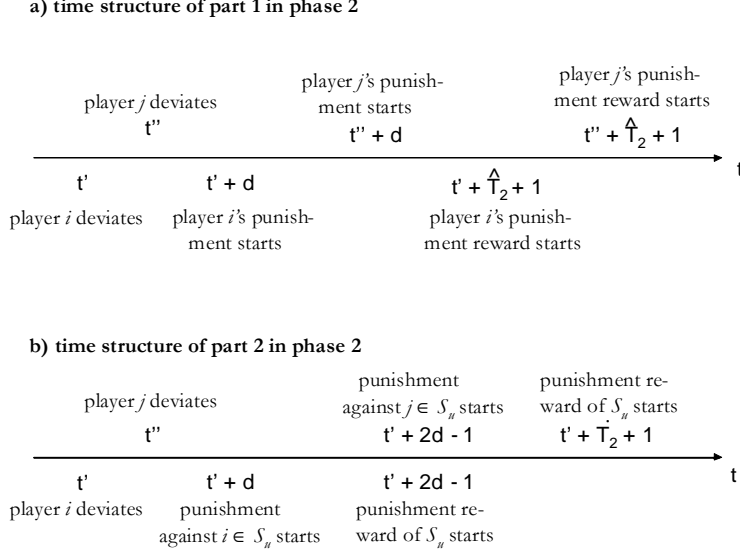 a) time structure of part 1 in phase 2
player j's punish-
ment starts
player j's punish-
ment reward starts
player j deviates
t"
t" + d
t" + T̂₂ + 1
t
t'
t' + d
t' + T̂₂ + 1
player i deviates
player i's punish-
ment starts
player i's punish-
ment reward starts
b) time structure of part 2 in phase 2
player j deviates
t"
punishment
against j ∈ Sᵤ starts
t' + 2d - 1
punishment re-
ward of Sᵤ starts
t' + Ṫ₂ + 1
t
t'
player i deviates
t' + d
punishment
against i ∈ Sᵤ starts
t' + 2d - 1
punishment re-
ward of Sᵤ starts